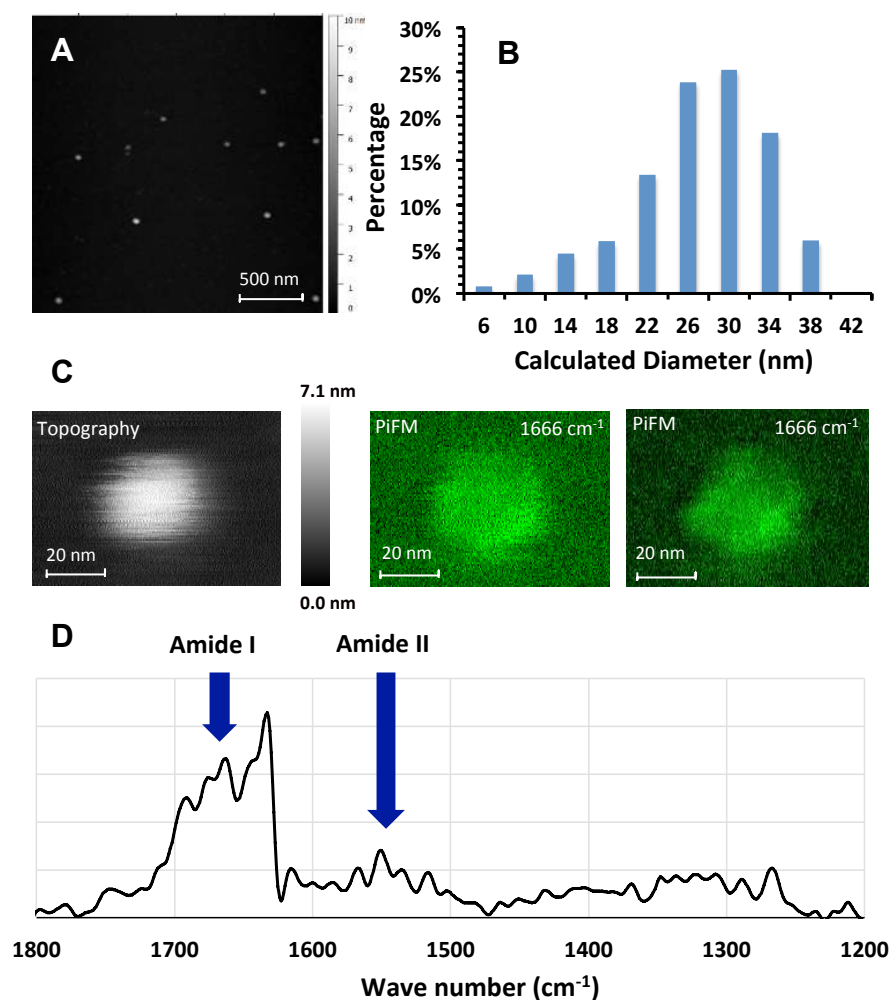 A
10 nm
9
8
7
6
5
4
3
2
1
0
500 nm
B
Percentage
30%
25%
20%
15%
10%
5%
0%
6 10 14 18 22 26 30 34 38 42
Calculated Diameter (nm)
C
Topography
20 nm
7.1 nm
0.0 nm
PiFM 1666 cm⁻¹
20 nm
PiFM 1666 cm⁻¹
20 nm
D
Amide I Amide II
1800 1700 1600 1500 1400 1300 1200
Wave number (cm⁻¹)